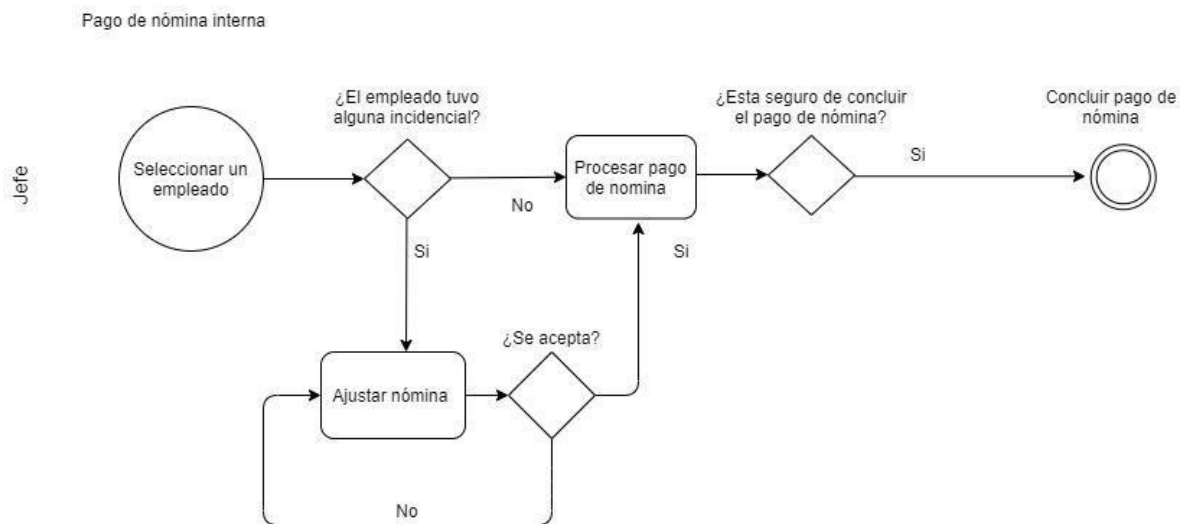 Pago de nómina interna
¿El empleado tuvo
alguna incidencial?
¿Esta seguro de concluir
el pago de nómina?
Concluir pago de
nómina
Jefe
Seleccionar un
empleado
Procesar pago
de nomina
Si
No
Si
Si
¿Se acepta?
Ajustar nómina
No